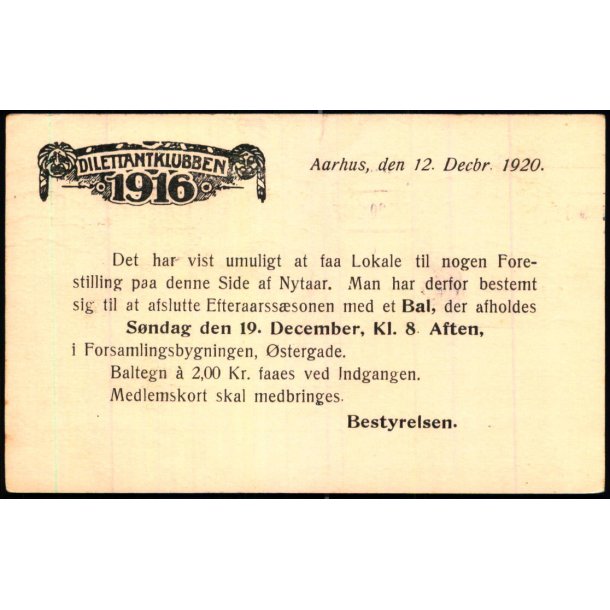 DILETTANTKLUBBEN
1916
Aarhus, den 12. Decbr. 1920.
Det har vist umuligt at faa Lokale til nogen Fore-
stilling paa denne Side af Nytaar. Man har derfor bestemt
sig til at afslutte Efteraarssæsonen med et Bal, der afholdes
Søndag den 19. December, Kl. 8 Aften,
i Forsamlingsbygningen, Østergade.
Baltegn à 2,00 Kr. faaes ved Indgangen.
Medlemskort skal medbringes.
Bestyrelsen.